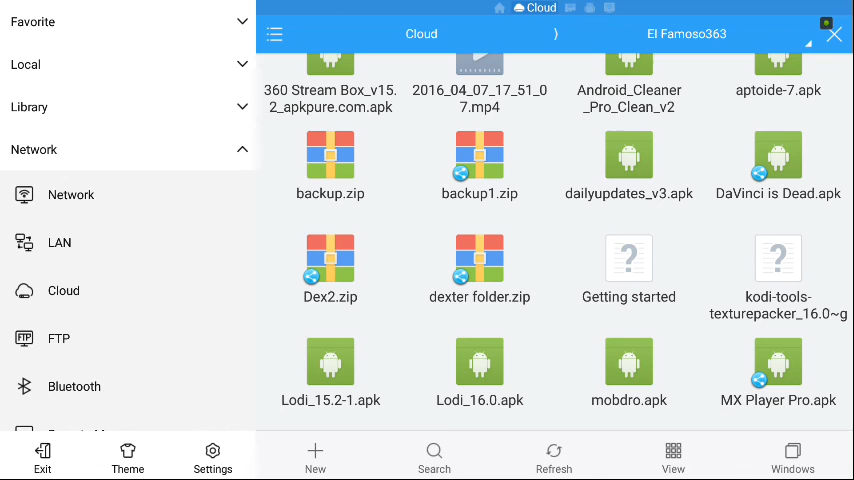 Cloud
Favorite
Local
Library
Network
Network
LAN
Cloud
FTP
FTP
Bluetooth
Exit
Theme
Settings
Cloud
El Famoso363
360 Stream Box_v15.
2_apkpure.com.apk
2016_04_07_17_51_0
7.mp4
Android_Cleaner
_Pro_Clean_v2
aptoide-7.apk
backup.zip
backup1.zip
dailyupdates_v3.apk
DaVinci is Dead.apk
Dex2.zip
dexter folder.zip
Getting started
kodi-tools-
texturepacker_16.0~g
Lodi_15.2-1.apk
Lodi_16.0.apk
mobdro.apk
MX Player Pro.apk
New
Search
Refresh
View
Windows